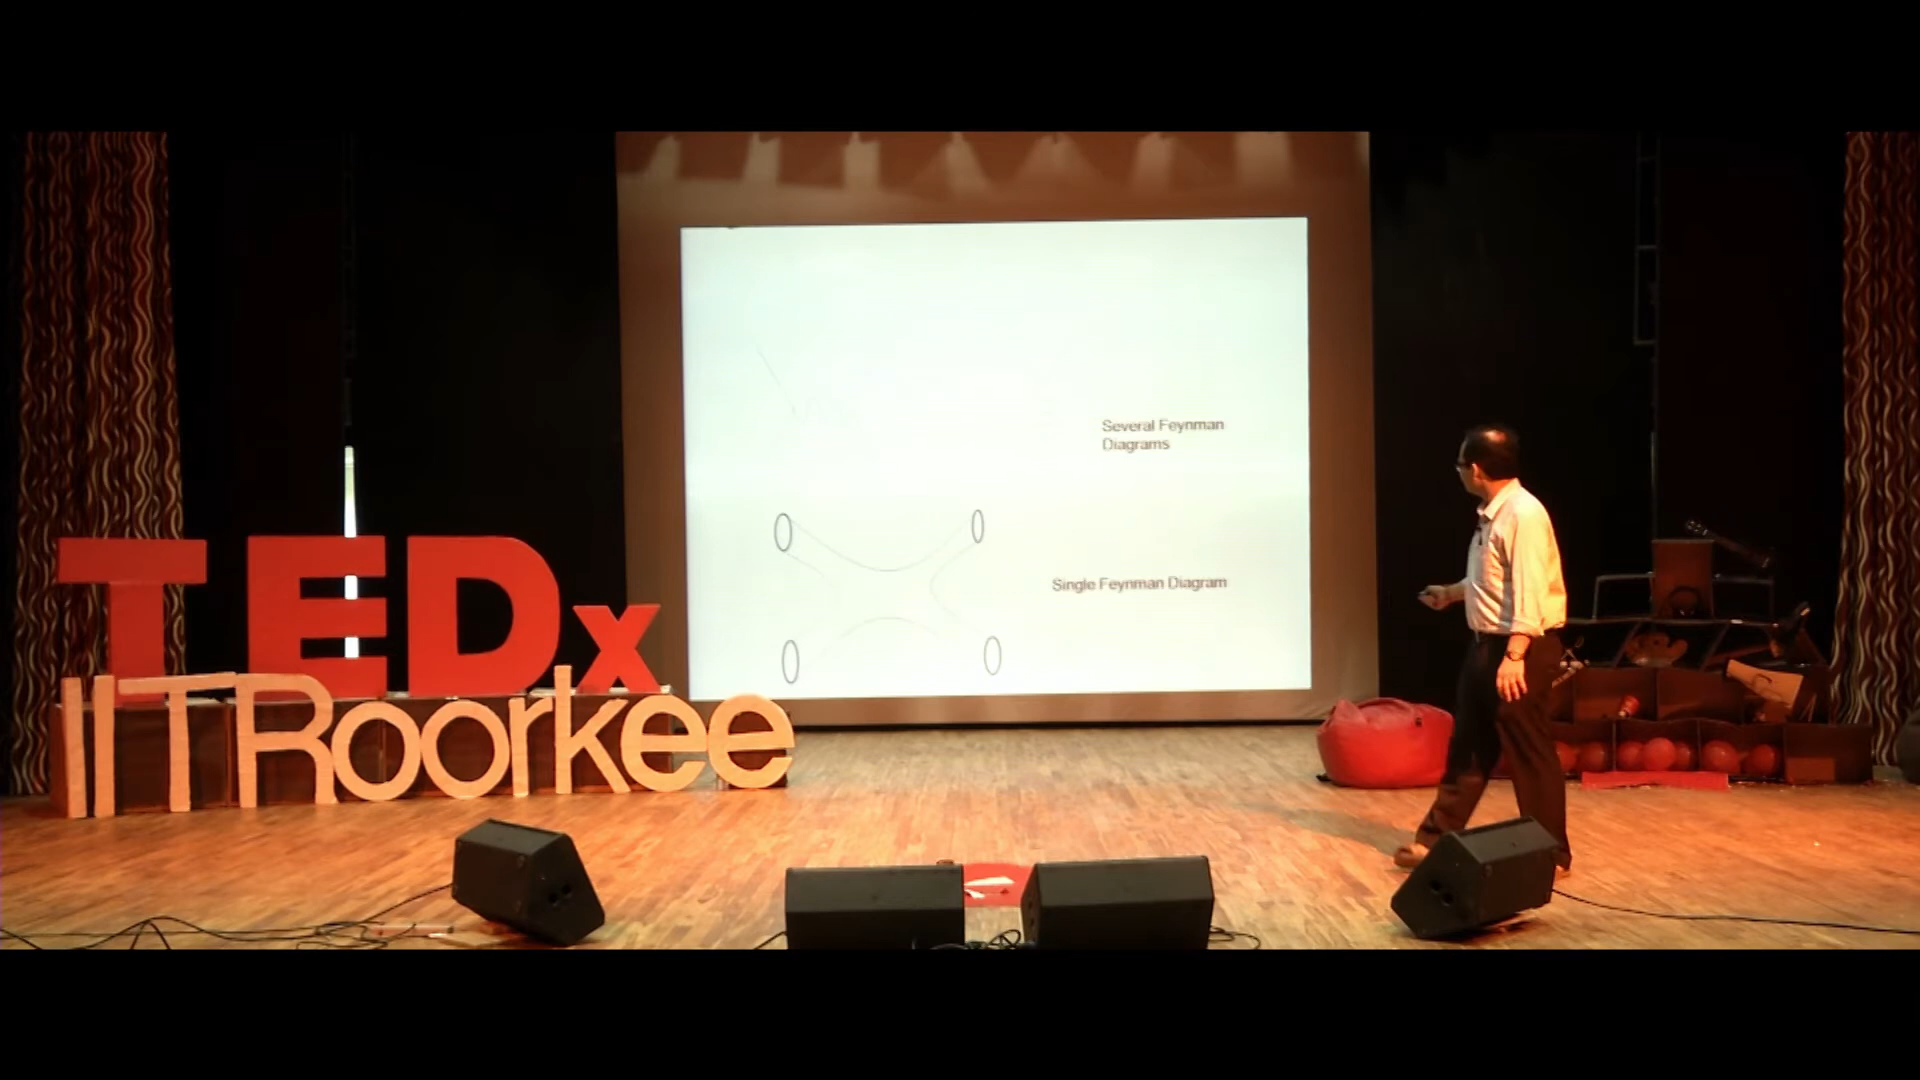 Several Feynman
Diagrams
Single Feynman Diagram
TEDx
IITRoorkee